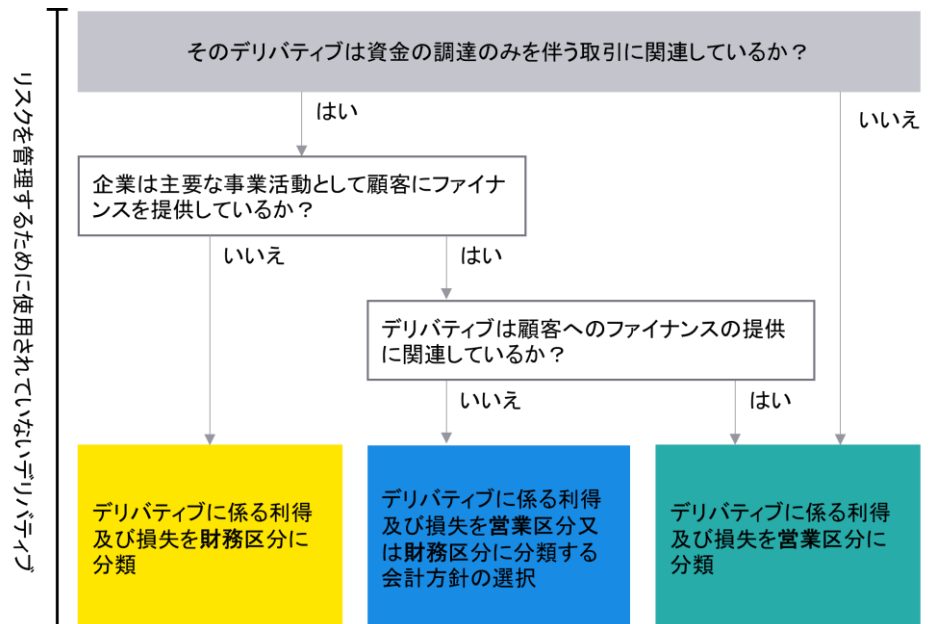 そのデリバティブは資金の調達のみを伴う取引に関連しているか？
リスクを管理するために使用されていないデリバティブ
はい
いいえ
企業は主要な事業活動として顧客にファイナ
ンスを提供しているか？
いいえ
はい
デリバティブは顧客へのファイナンスの提供
に関連しているか？
いいえ
はい
デリバティブに係る利得
及び損失を財務区分に
分類
デリバティブに係る利得
及び損失を営業区分又
は財務区分に分類する
会計方針の選択
デリバティブに係る利得
及び損失を営業区分に
分類